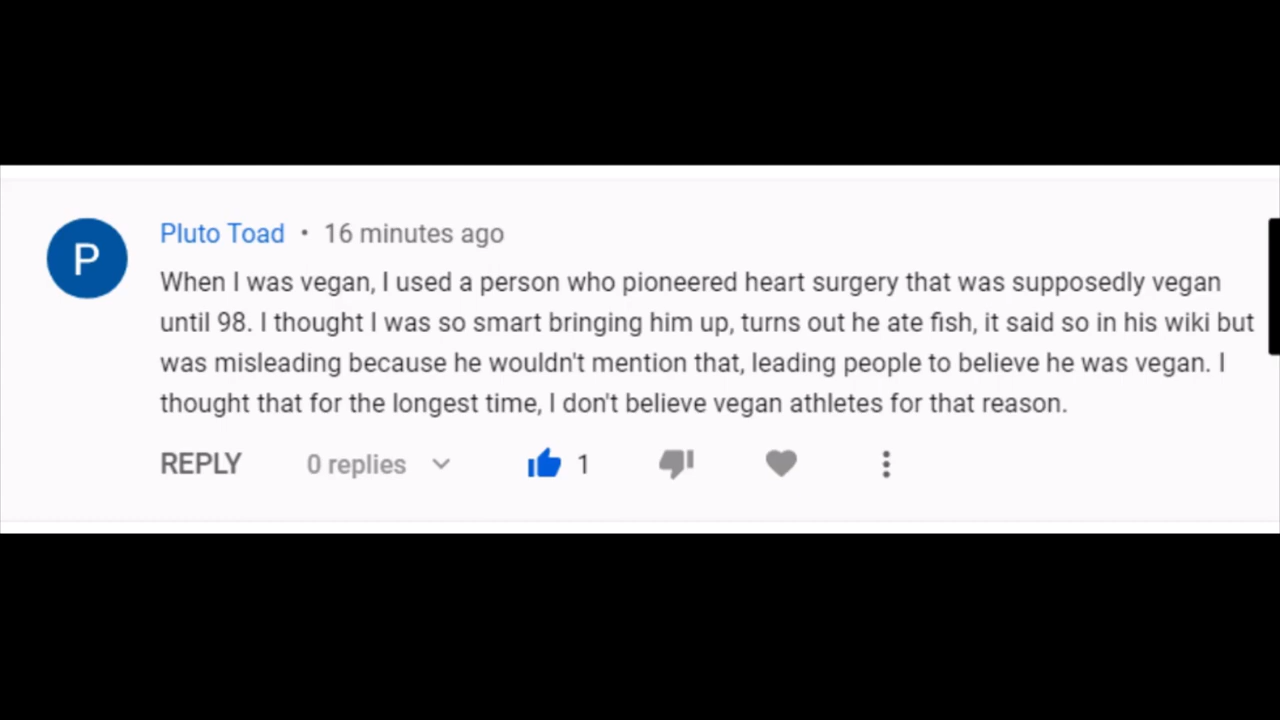 Pluto Toad • 16 minutes ago
P
When I was vegan, I used a person who pioneered heart surgery that was supposedly vegan
until 98. I thought I was so smart bringing him up, turns out he ate fish, it said so in his wiki but
was misleading because he wouldn't mention that, leading people to believe he was vegan. I
thought that for the longest time, I don't believe vegan athletes for that reason.
REPLY 0 replies 1